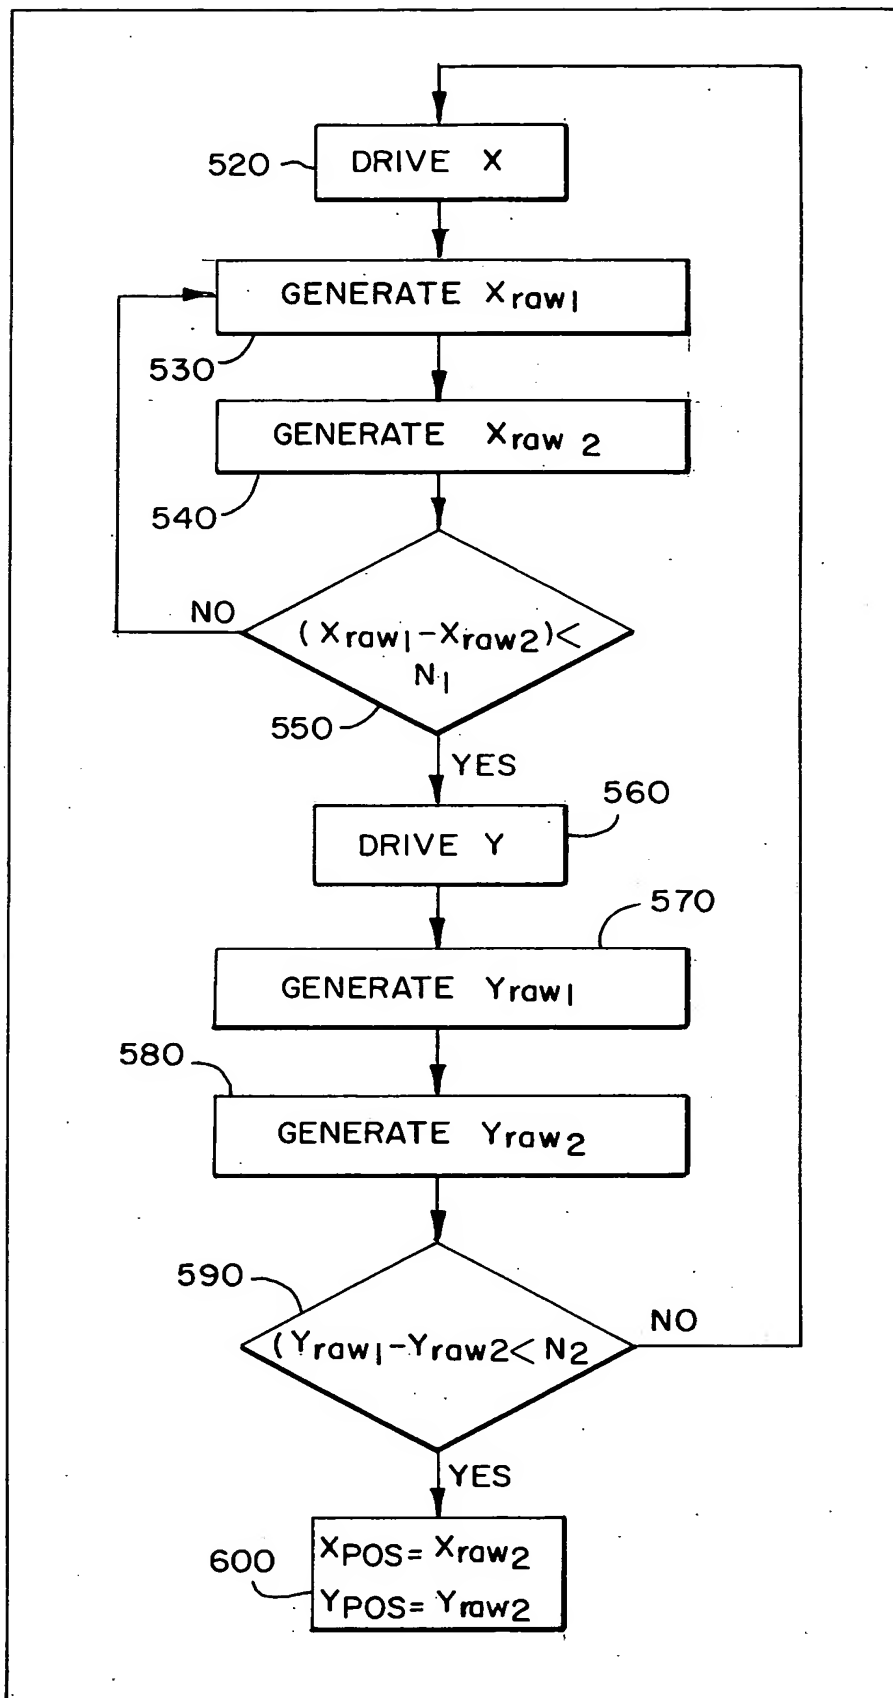 520
DRIVE X
GENERATE Xraw1
530
GENERATE Xraw 2
540
NO
(Xraw1-Xraw2)<
N1
550
YES
560
DRIVE Y
570
GENERATE Yraw1
580
GENERATE Yraw2
590
(Yraw1-Yraw2<N2
NO
YES
600
XPOS=Xraw2
YPOS=Yraw2